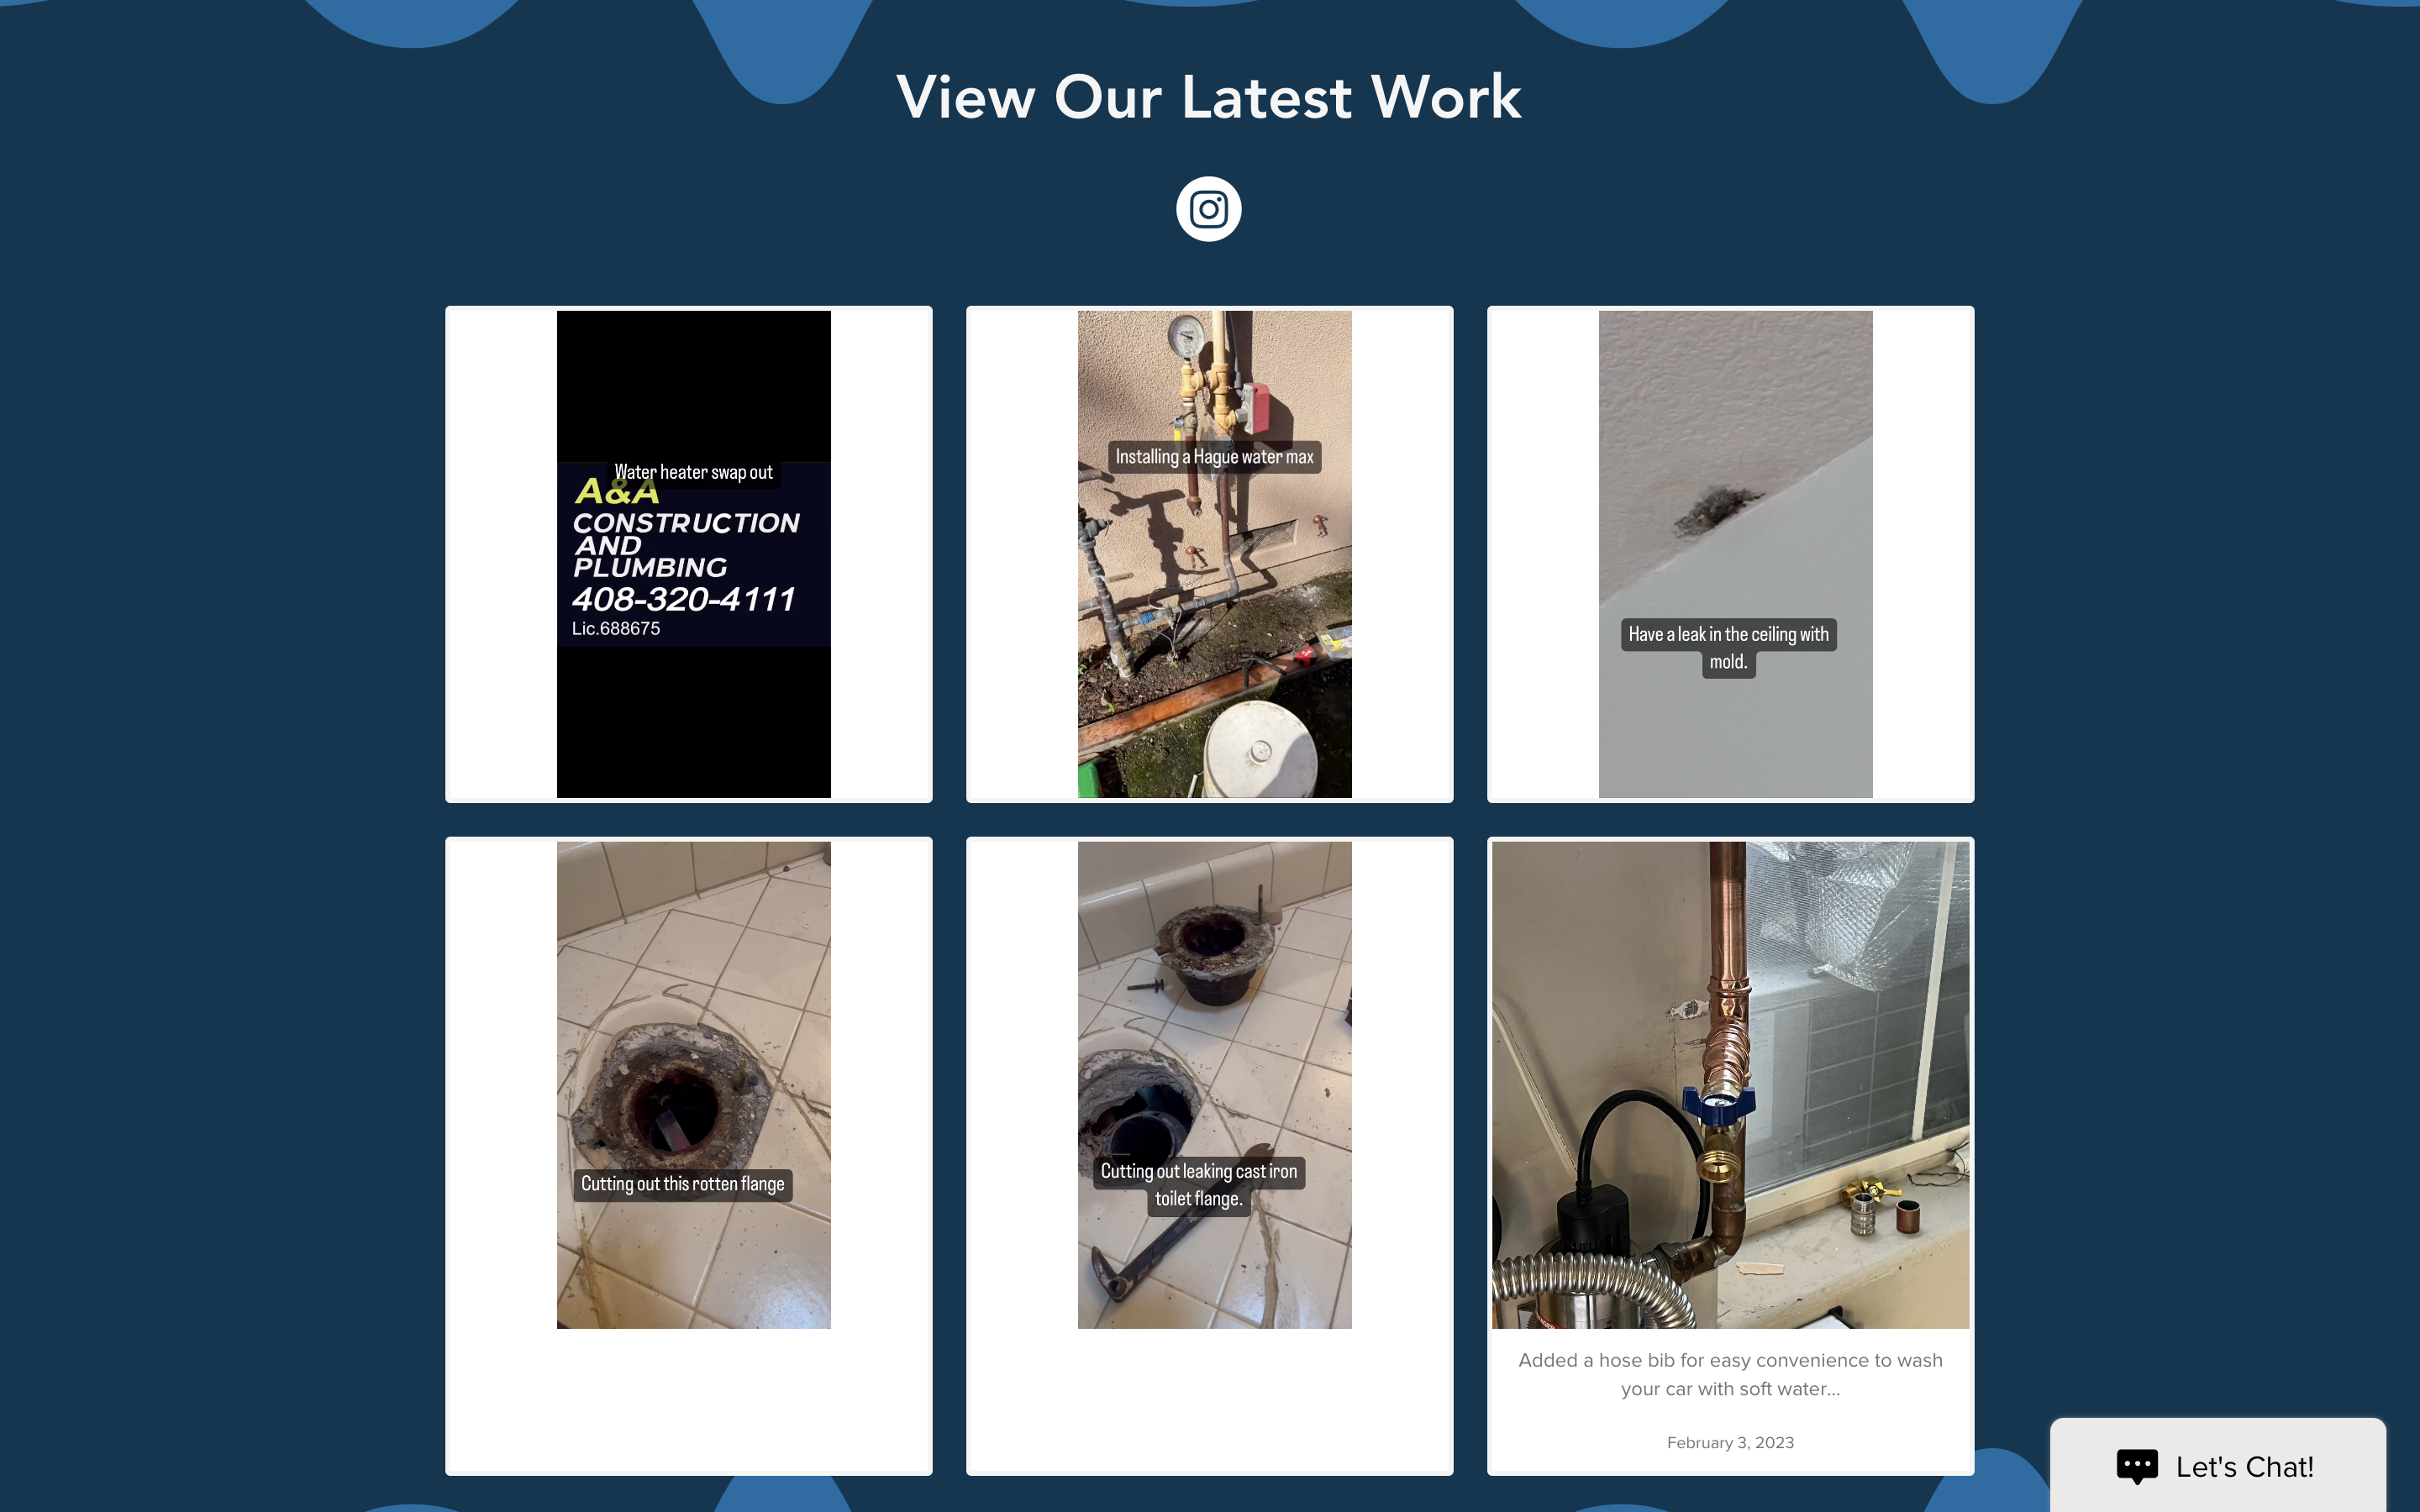 View Our Latest Work
Water heater swap out
A&A
CONSTRUCTION
AND
PLUMBING
408-320-4111
Lic.688675
Installing a Hague water max
Have a leak in the ceiling with
mold.
Cutting out this rotten flange
Cutting out leaking cast iron
toilet flange.
Added a hose bib for easy convenience to wash
your car with soft water...
February 3, 2023
Let's Chat!